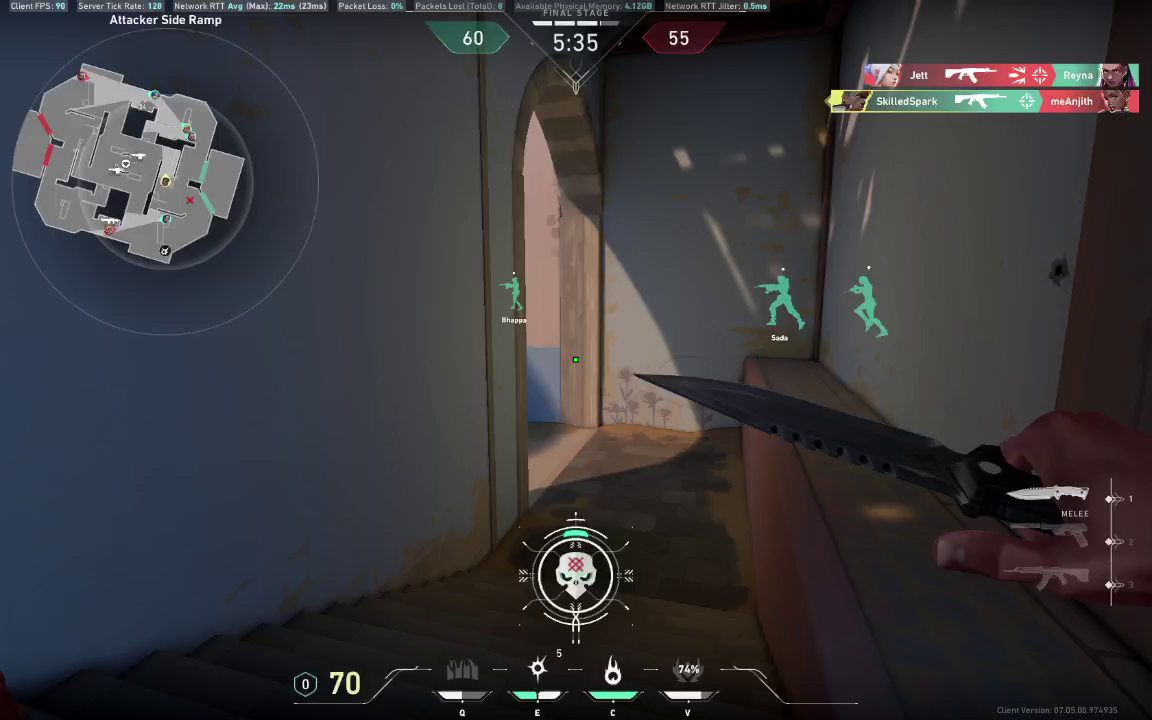 Client FPS: 90 Server Tick Rate: 128 Network RTT Avg (Max): 22ms (23ms) Packet Loss: 0% Packets Lost (Total): 0 Available Physical Memory: 4.12GB Network RTT Jitter: 0.5ms
Attacker Side Ramp
FINAL STAGE
60 5:35 55
Jett Reyna
SkilledSpark meAnjith
Bhappa
Sada
1
MELEE
2
3
5
0 70 74%
Q E C V
Client Version: 07.05.00.974935